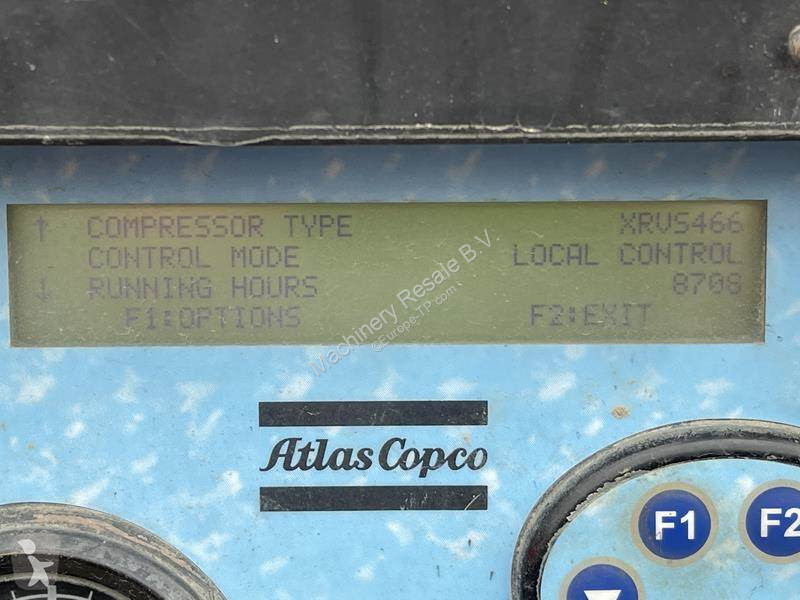 ↑ COMPRESSOR TYPE XRVS466
CONTROL MODE LOCAL CONTROL
↓ RUNNING HOURS 8708
F1:OPTIONS F2:EXIT
Machinery Resale B.V.
©Europe-TP.com
Atlas Copco
F1 F2